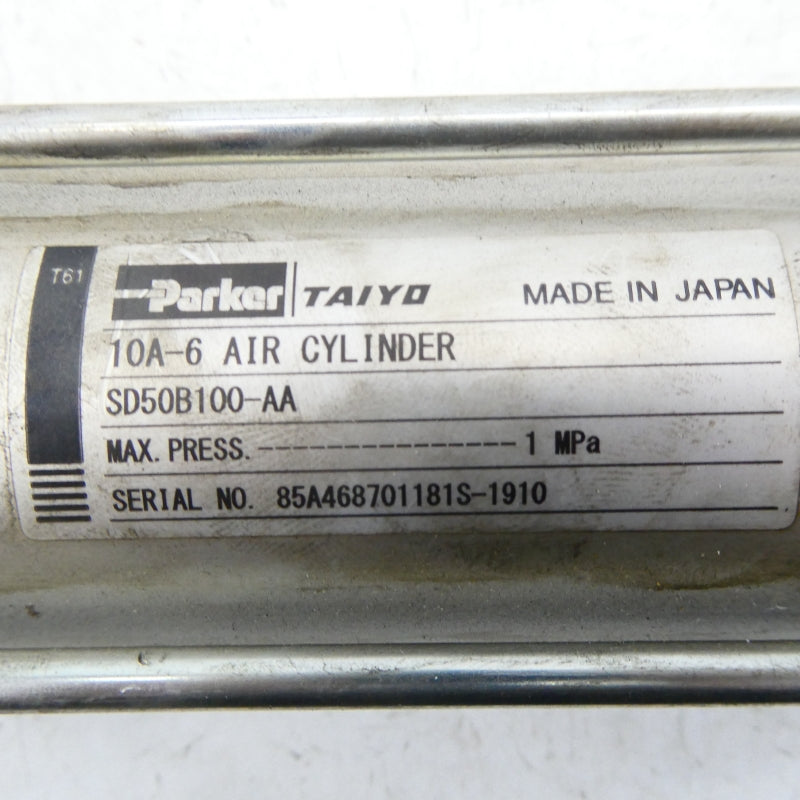 T61
Parker TAIYO MADE IN JAPAN
10A-6 AIR CYLINDER
SD50B100-AA
MAX. PRESS.----------------1 MPa
SERIAL NO. 85A468701181S-1910